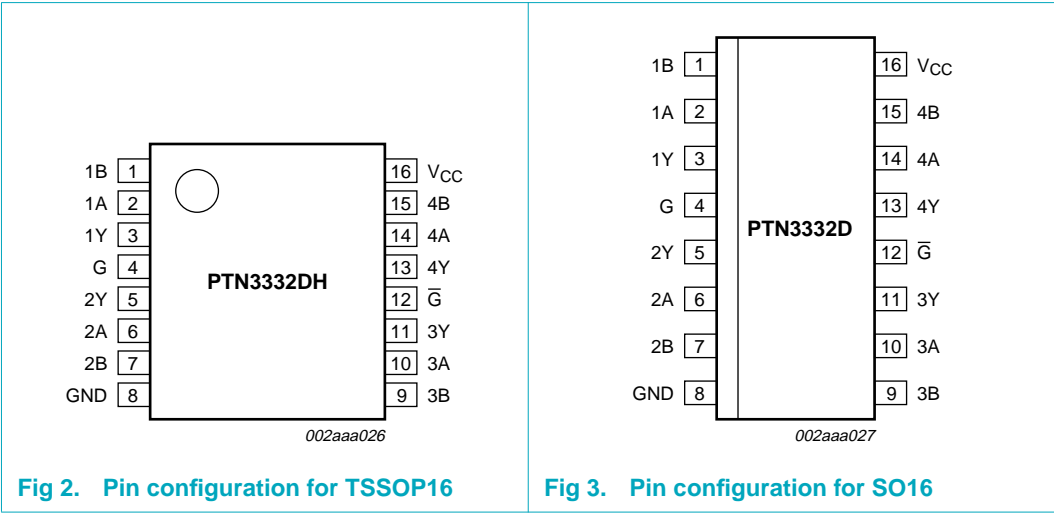 1B 1 16 VCC
1A 2 15 4B
1Y 3 14 4A
G 4 13 4Y
2Y 5 12 G̅
2A 6 11 3Y
2B 7 10 3A
GND 8 9 3B
PTN3332DH
002aaa026
Fig 2. Pin configuration for TSSOP16
1B 1 16 VCC
1A 2 15 4B
1Y 3 14 4A
G 4 13 4Y
PTN3332D
2Y 5 12 G̅
2A 6 11 3Y
2B 7 10 3A
GND 8 9 3B
002aaa027
Fig 3. Pin configuration for SO16